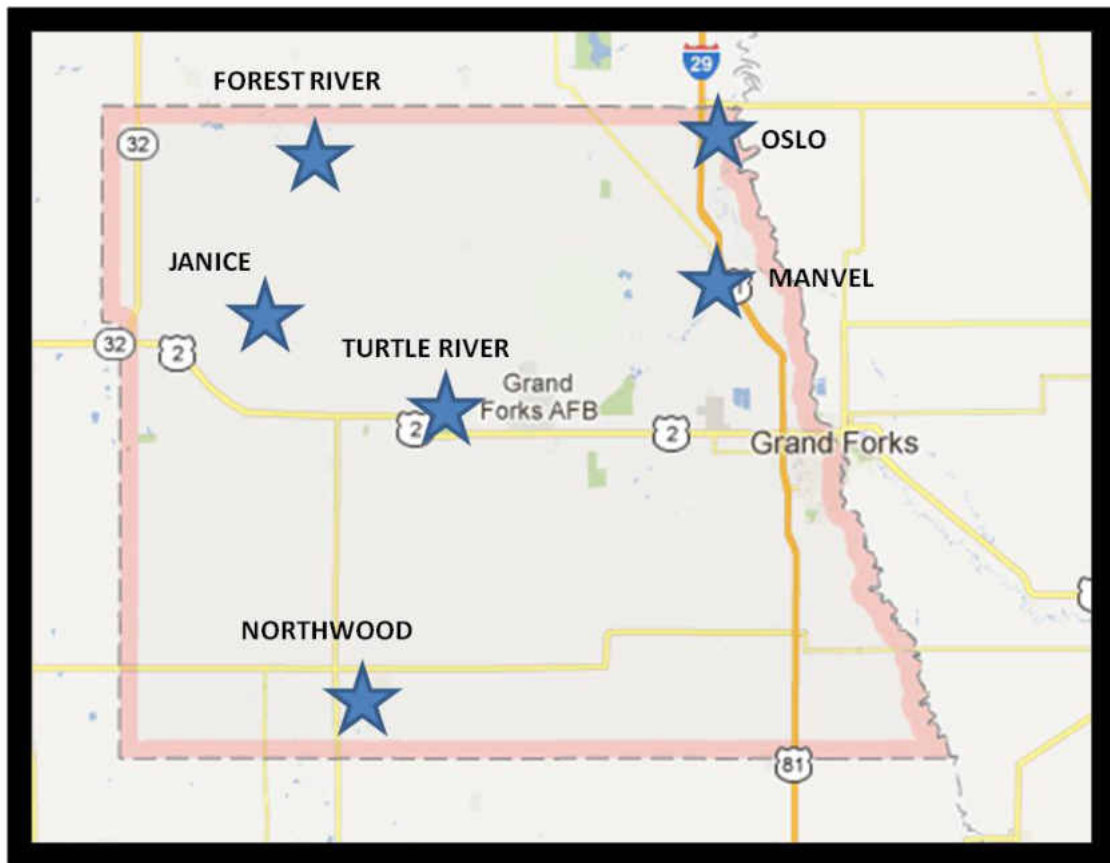 FOREST RIVER
29
32
OSLO
JANICE
MANVEL
32
2
TURTLE RIVER
Grand
Forks AFB
2
2
Grand Forks
NORTHWOOD
81